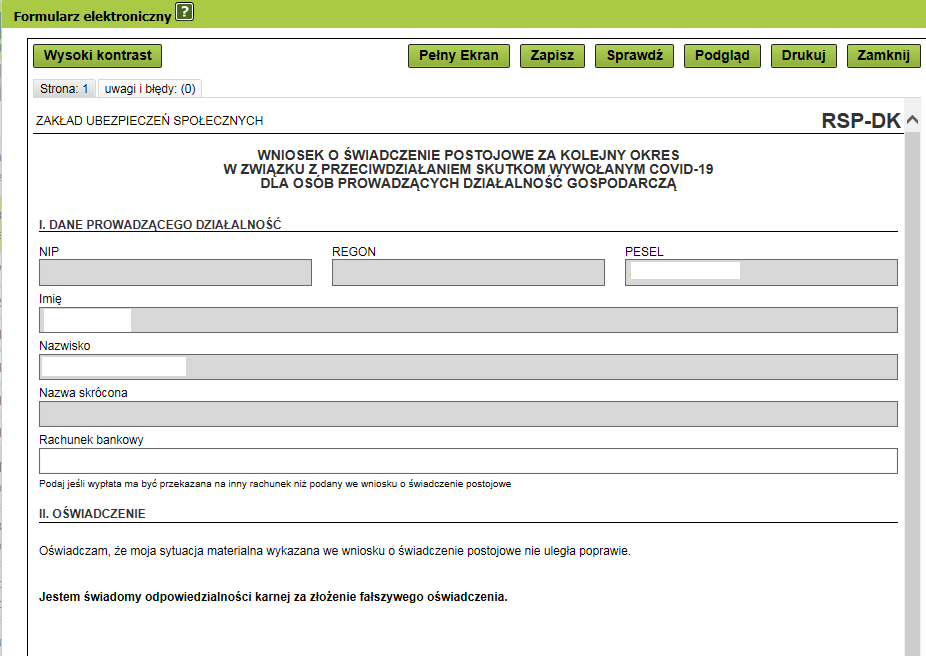 Formularz elektroniczny ?
Wysoki kontrast Pełny Ekran Zapisz Sprawdź Podgląd Drukuj Zamknij
Strona: 1 uwagi i błędy: (0)
ZAKŁAD UBEZPIECZEŃ SPOŁECZNYCH RSP-DK
WNIOSEK O ŚWIADCZENIE POSTOJOWE ZA KOLEJNY OKRES
W ZWIĄZKU Z PRZECIWDZIAŁANIEM SKUTKOM WYWOŁANYM COVID-19
DLA OSÓB PROWADZĄCYCH DZIAŁALNOŚĆ GOSPODARCZĄ
I. DANE PROWADZĄCEGO DZIAŁALNOŚĆ
NIP REGON PESEL
Imię
Nazwisko
Nazwa skrócona
Rachunek bankowy
Podaj jeśli wypłata ma być przekazana na inny rachunek niż podany we wniosku o świadczenie postojowe
II. OŚWIADCZENIE
Oświadczam, że moja sytuacja materialna wykazana we wniosku o świadczenie postojowe nie uległa poprawie.
Jestem świadomy odpowiedzialności karnej za złożenie fałszywego oświadczenia.